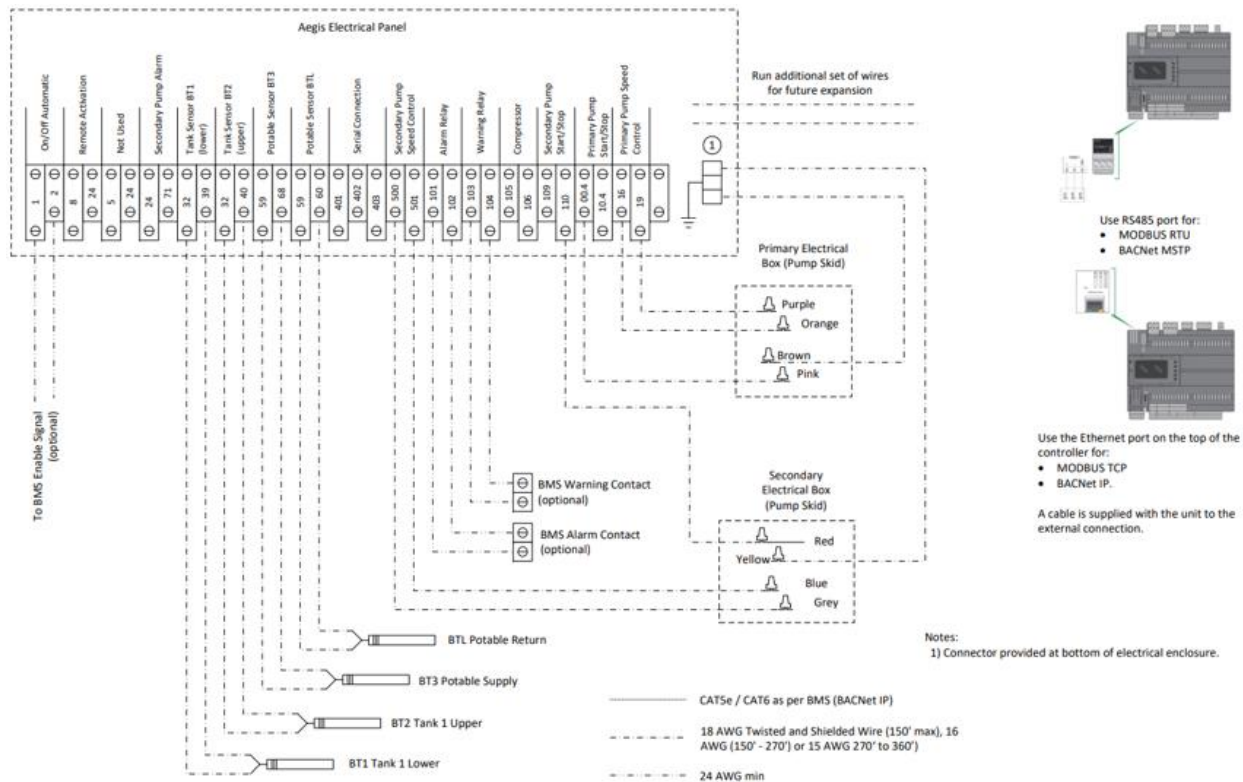 Aegis Electrical Panel
On/Off Automatic
Remote Activation
Not Used
Secondary Pump Alarm
Tank Sensor BT1
(lower)
Tank Sensor BT2
(upper)
Potable Sensor BT3
Potable Sensor BTL
Serial Connection
Secondary Pump
Speed Control
Alarm Relay
Warning Relay
Compressor
Secondary Pump
Start/Stop
Primary Pump
Start/Stop
Primary Pump Speed
Control
1 2 8 24 5 24 24 71 32 39 32 40 59 68 59 60 401 402 403 500 501 101 102 103 104 105 106 109 110 00.4 10.4 16 19
1
Run additional set of wires
for future expansion
Primary Electrical
Box (Pump Skid)
Purple
Orange
Brown
Pink
To BMS Enable Signal
(optional)
BMS Warning Contact
(optional)
BMS Alarm Contact
(optional)
Secondary
Electrical Box
(Pump Skid)
Red
Yellow
Blue
Grey
BTL Potable Return
BT3 Potable Supply
BT2 Tank 1 Upper
BT1 Tank 1 Lower
CAT5e / CAT6 as per BMS (BACNet IP)
18 AWG Twisted and Shielded Wire (150' max), 16
AWG (150' - 270') or 15 AWG 270' to 360')
24 AWG min
Use RS485 port for:
• MODBUS RTU
• BACNet MSTP
Use the Ethernet port on the top of the
controller for:
• MODBUS TCP
• BACNet IP.
A cable is supplied with the unit to the
external connection.
Notes:
1) Connector provided at bottom of electrical enclosure.